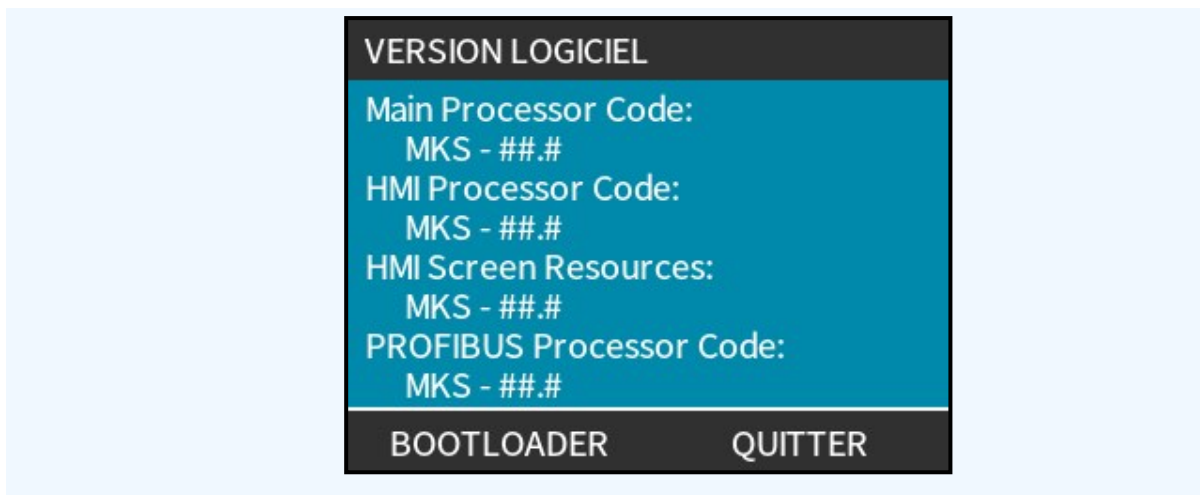 VERSION LOGICIEL
Main Processor Code:
MKS - ##.#
HMI Processor Code:
MKS - ##.#
HMI Screen Resources:
MKS - ##.#
PROFIBUS Processor Code:
MKS - ##.#
BOOTLOADER QUITTER